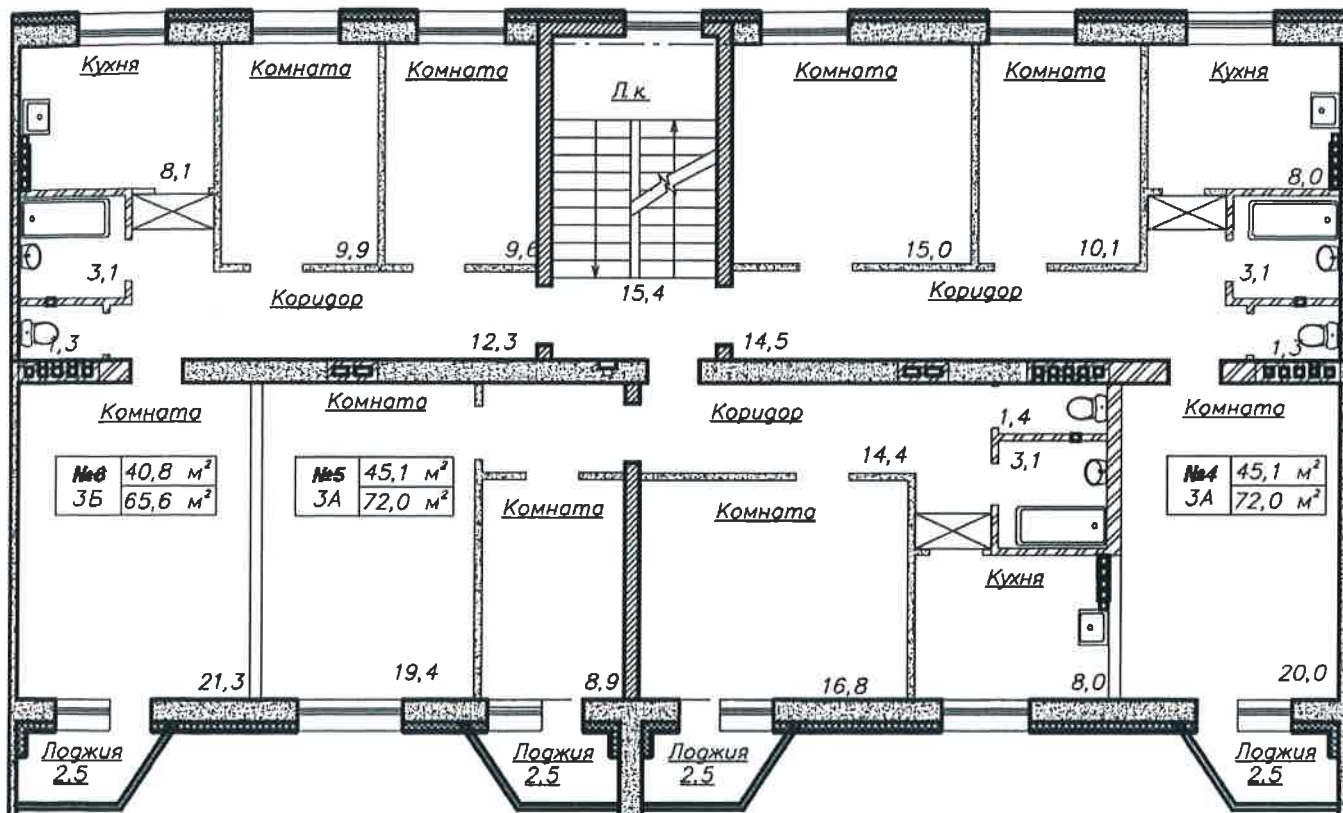 Кухня
Комната
Комната
Л.к.
Комната
Комната
Кухня
8,1
9,9
9,6
15,0
10,1
8,0
3,1
Коридор
15,4
Коридор
3,1
1,3
12,3
14,5
1,3
Комната
Комната
Коридор
1,4
Комната
№6 40,8 м²
3Б 65,6 м²
№5 45,1 м²
3А 72,0 м²
14,4
3,1
№4 45,1 м²
3А 72,0 м²
Комната
Комната
Кухня
21,3
19,4
8,9
16,8
8,0
20,0
Лоджия
2,5
Лоджия
2,5
Лоджия
2,5
Лоджия
2,5